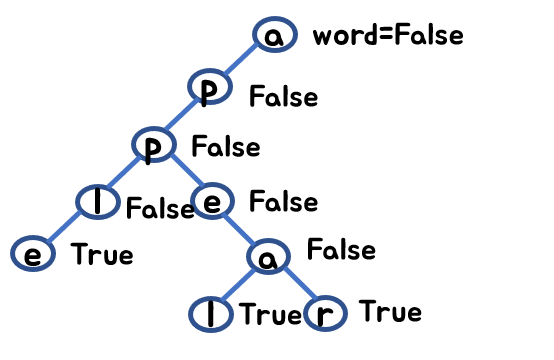 a word=False
p False
p False
l False e False
e True a False
l True r True